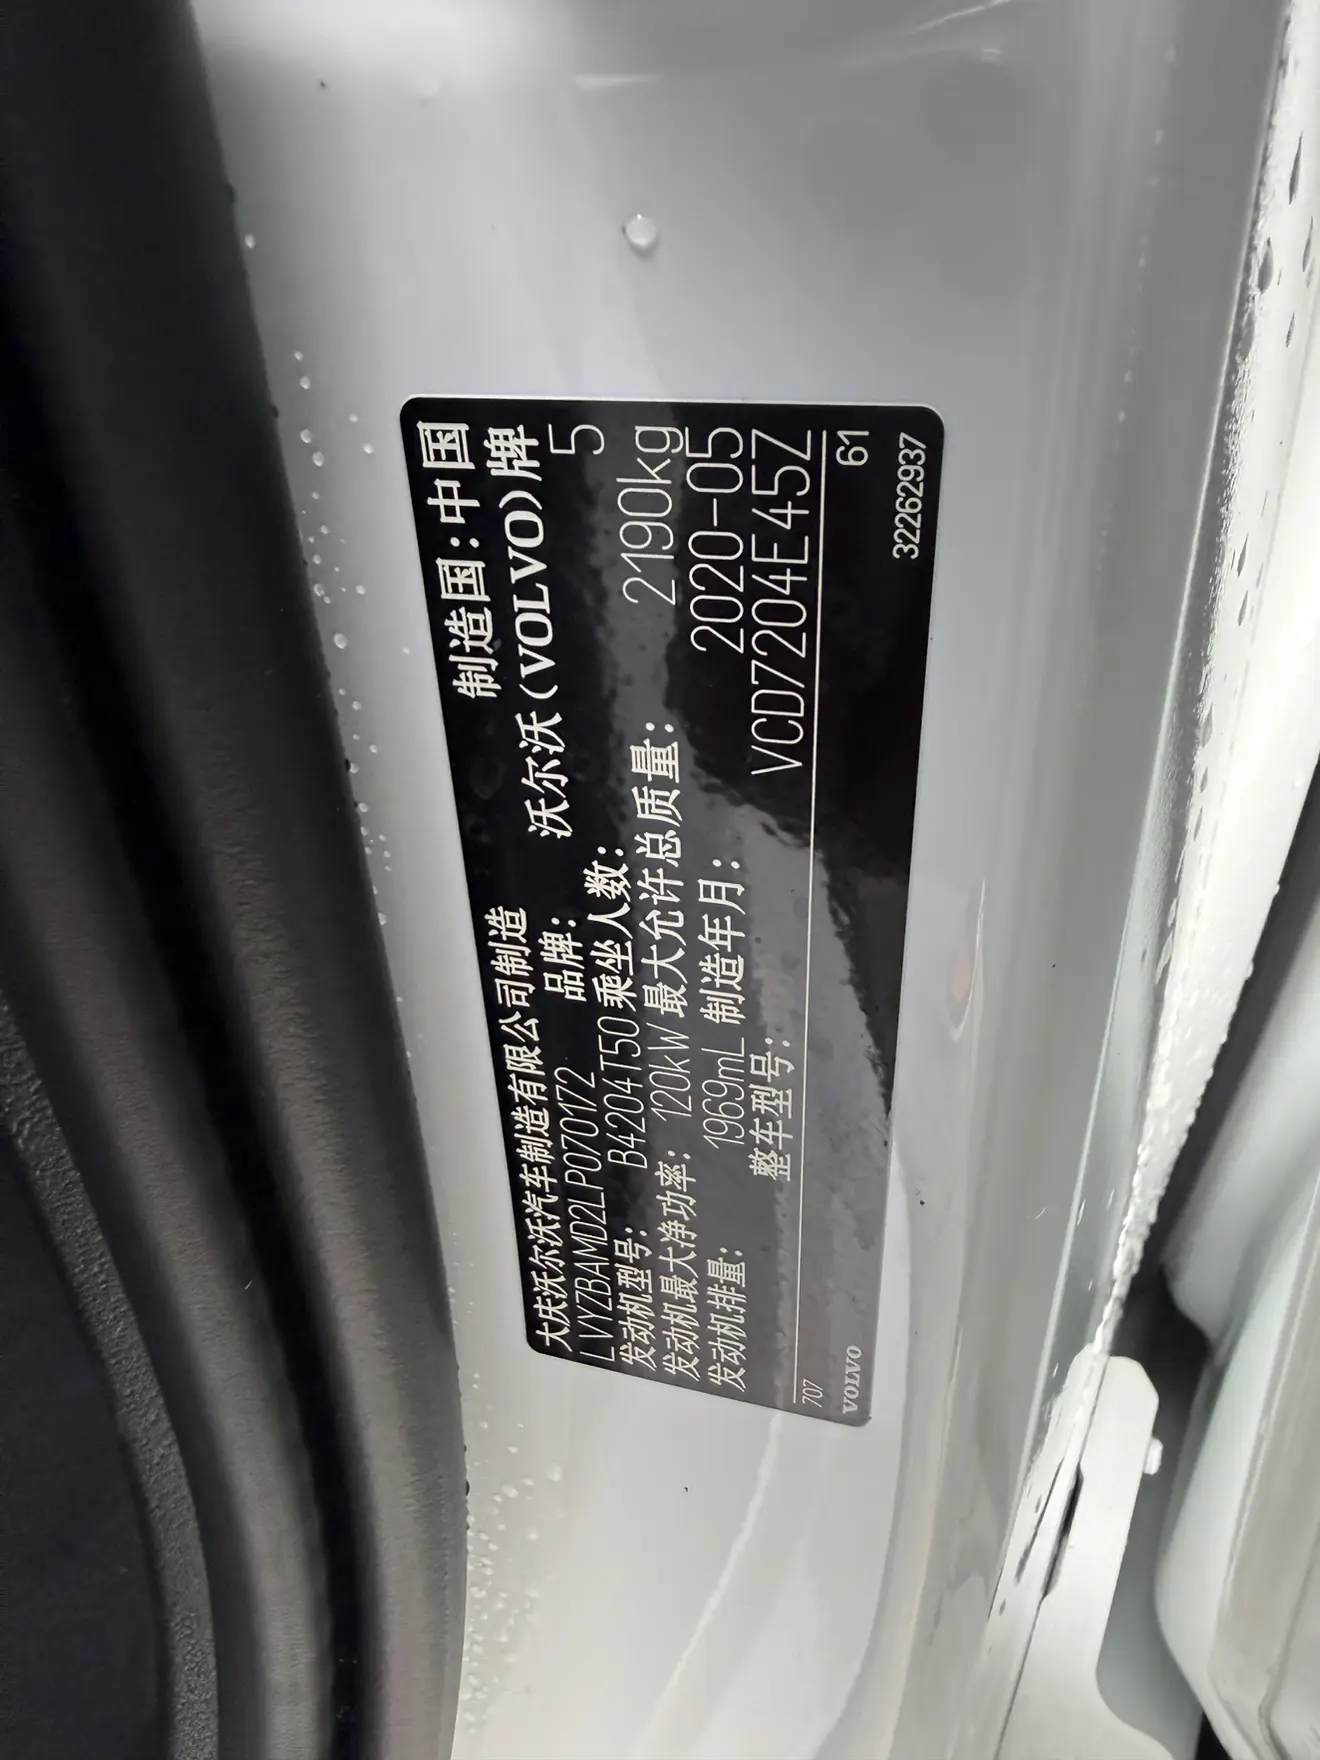 大庆沃尔沃汽车制造有限公司制造 制造国:中国
LVYZBAMD2LP070172 品牌: 沃尔沃(VOLVO)牌
发动机型号: B4204T50 乘坐人数: 5
发动机最大净功率: 120kW 最大允许总质量: 2190kg
发动机排量: 1969mL 制造年月: 2020-05
整车型号: VCD7204E45Z
707 61
VOLVO 32262937